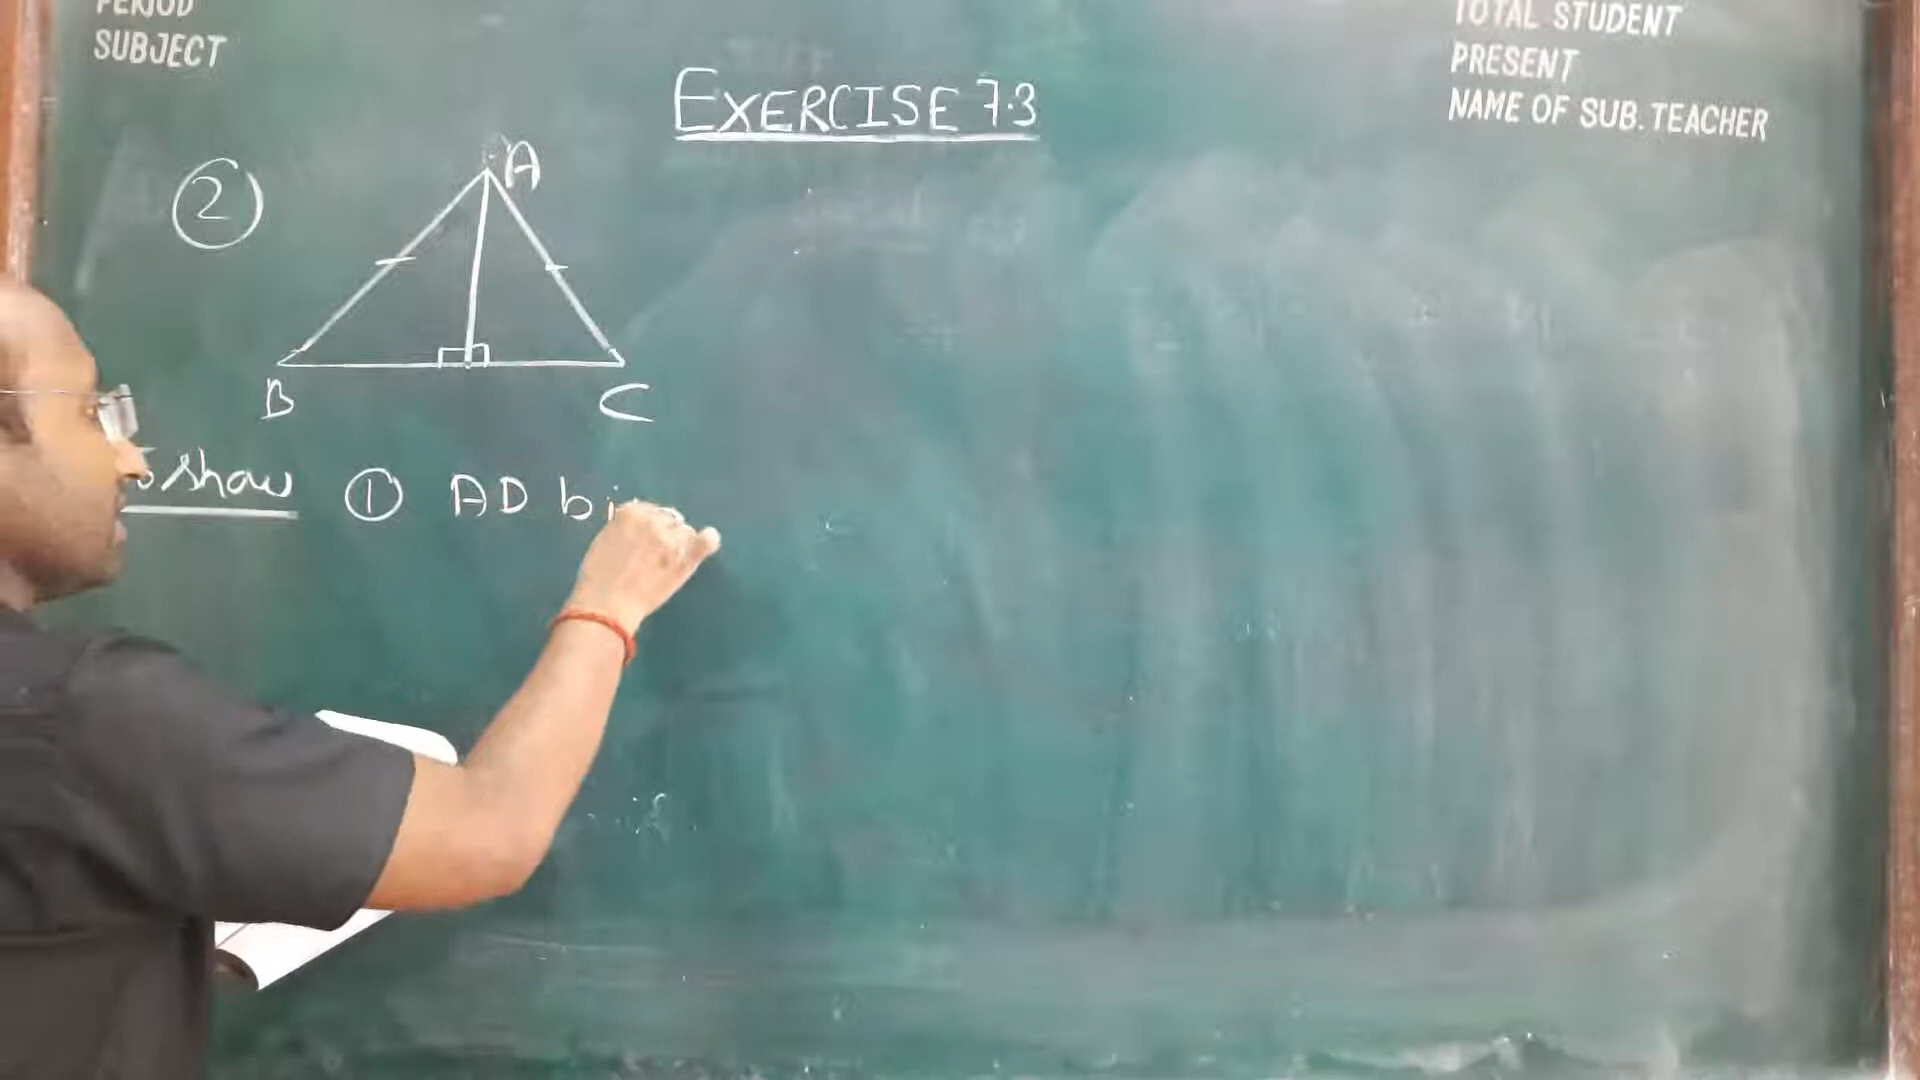 PERIOD
SUBJECT
TOTAL STUDENT
PRESENT
NAME OF SUB. TEACHER
EXERCISE 7.3
2
A
B
C
show 1 AD bi